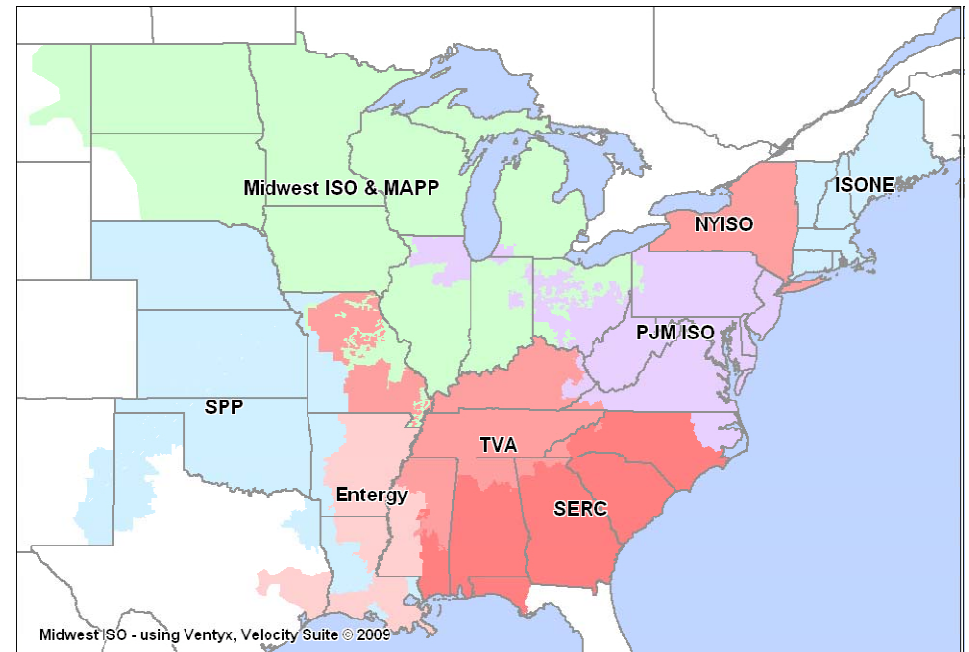 Midwest ISO & MAPP
ISONE
NYISO
PJM ISO
SPP
TVA
Entergy
SERC
Midwest ISO - using Ventyx, Velocity Suite © 2009